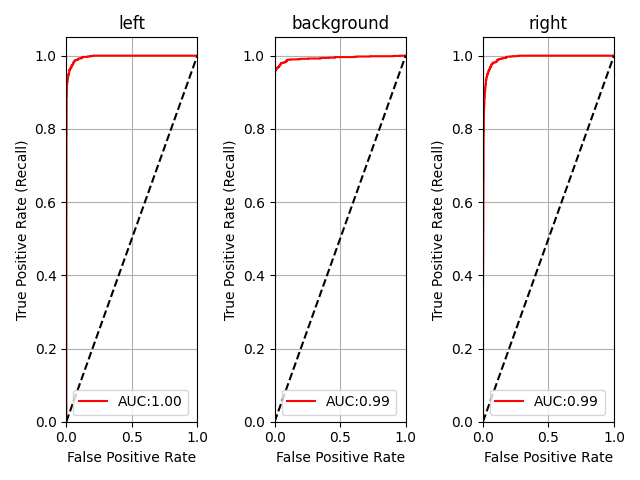 left
True Positive Rate (Recall)
1.0
0.8
0.6
0.4
0.2
0.0
AUC:1.00
0.0 0.5 1.0
False Positive Rate
background
True Positive Rate (Recall)
1.0
0.8
0.6
0.4
0.2
0.0
AUC:0.99
0.0 0.5 1.0
False Positive Rate
right
True Positive Rate (Recall)
1.0
0.8
0.6
0.4
0.2
0.0
AUC:0.99
0.0 0.5 1.0
False Positive Rate